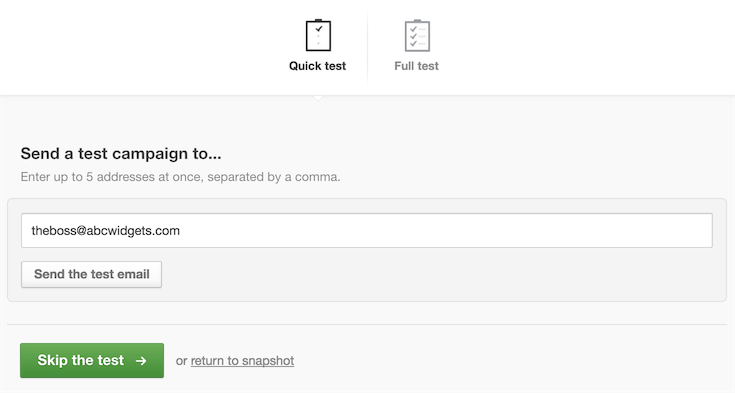 Quick test
Full test
Send a test campaign to...
Enter up to 5 addresses at once, separated by a comma.
theboss@abcwidgets.com
Send the test email
Skip the test →
or return to snapshot